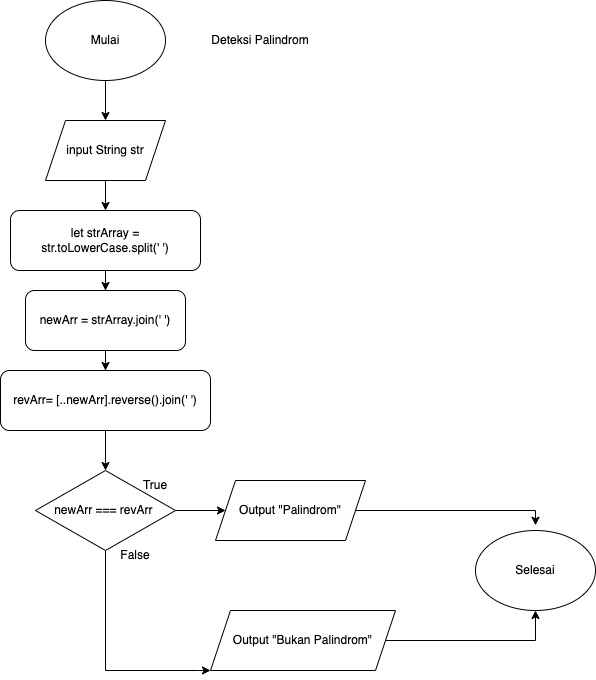 Mulai
Deteksi Palindrom
input String str
let strArray =
str.toLowerCase.split(' ')
newArr = strArray.join(' ')
revArr= [..newArr].reverse().join(' ')
newArr === revArr
True
Output "Palindrom"
False
Selesai
Output "Bukan Palindrom"